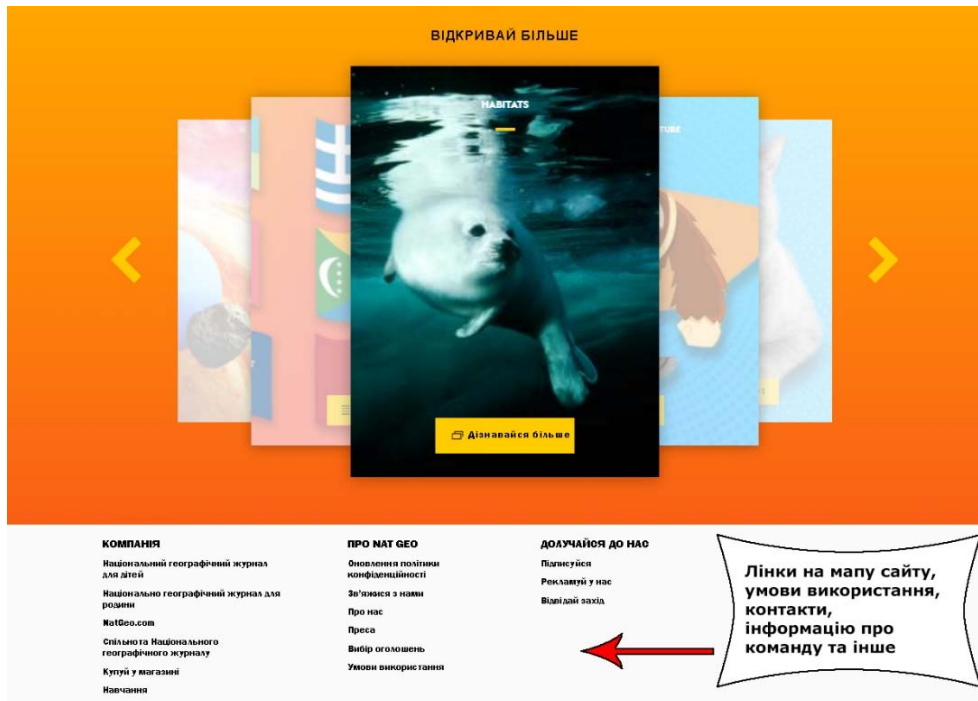 ВІДКРИВАЙ БІЛЬШЕ
HABITATS
TUBE
Дізнавайся більше
КОМПАНІЯ
Національний географічний журнал
для дітей
Національно географічний журнал для
родини
NatGeo.com
Спільнота Національного
географічного журналу
Купуй у магазині
Навчання
ПРО NAT GEO
Оновлення політики
конфіденційності
Зв'яжися з нами
Про нас
Преса
Вибір оголошень
Умови використання
ДОЛУЧАЙСЯ ДО НАС
Підписуйся
Рекламуй у нас
Відвідай захід
Лінки на мапу сайту,
умови використання,
контакти,
інформацію про
команду та інше